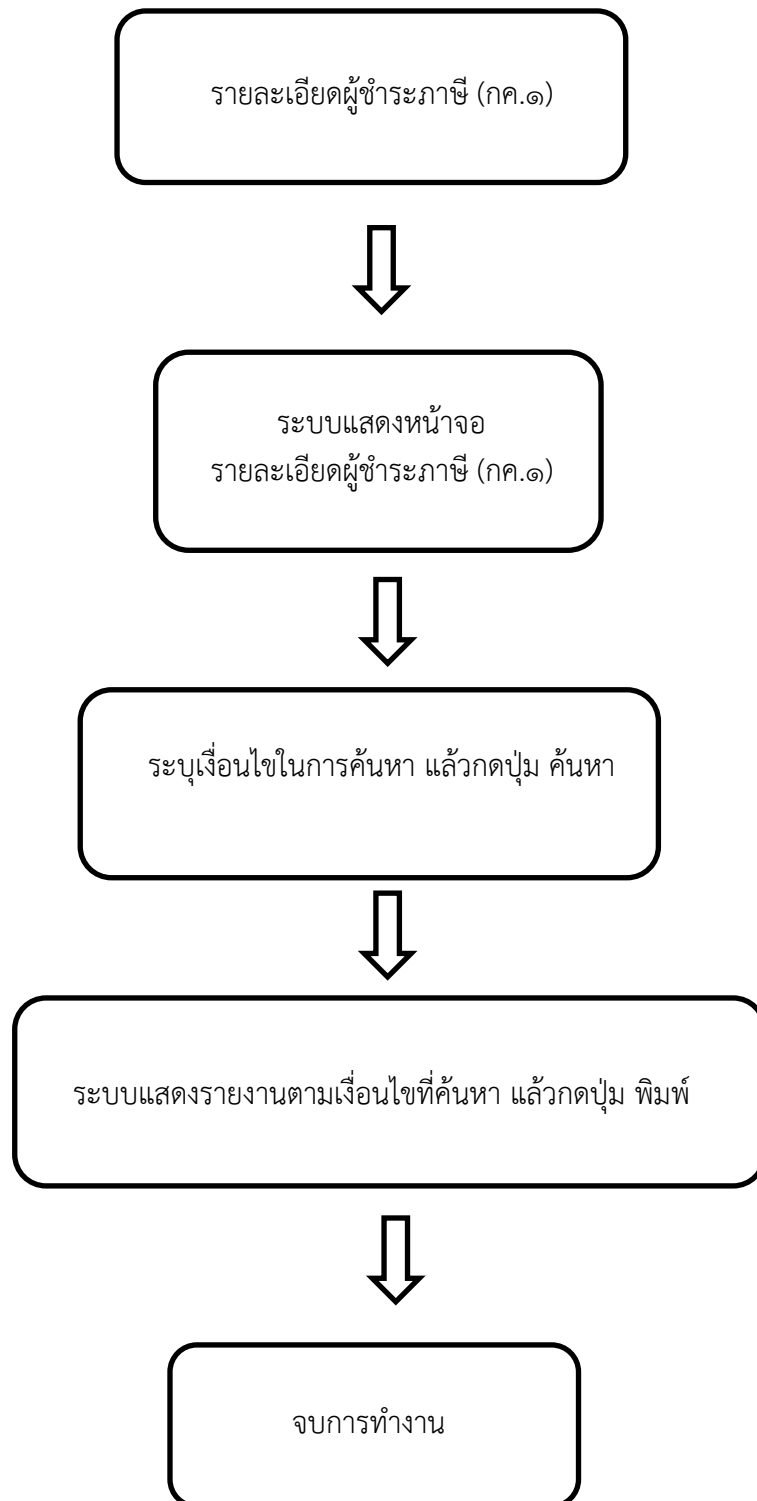 รายละเอียดผู้ชำระภาษี (กค.๑)
ระบบแสดงหน้าจอ
รายละเอียดผู้ชำระภาษี (กค.๑)
ระบุเงื่อนไขในการค้นหา แล้วกดปุ่ม ค้นหา
ระบบแสดงรายงานตามเงื่อนไขที่ค้นหา แล้วกดปุ่ม พิมพ์
จบการทำงาน